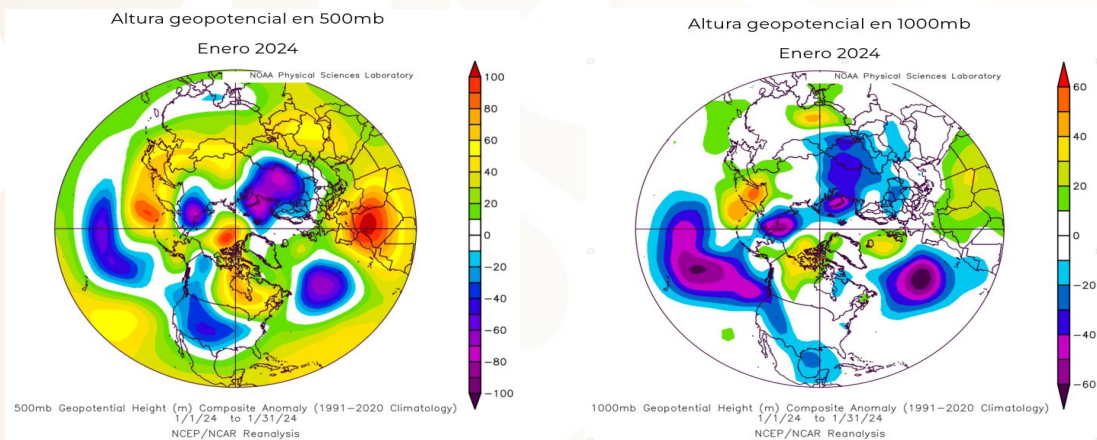 Altura geopotencial en 500mb
Enero 2024
NOAA Physical Sciences Laboratory
100
80
60
40
20
0
−20
−40
−60
−80
−100
500mb Geopotential Height (m) Composite Anomaly (1991−2020 Climatology)
1/1/24 to 1/31/24
NCEP/NCAR Reanalysis
Altura geopotencial en 1000mb
Enero 2024
NOAA Physical Sciences Laboratory
60
40
20
0
−20
−40
−60
1000mb Geopotential Height (m) Composite Anomaly (1991−2020 Climatology)
1/1/24 to 1/31/24
NCEP/NCAR Reanalysis